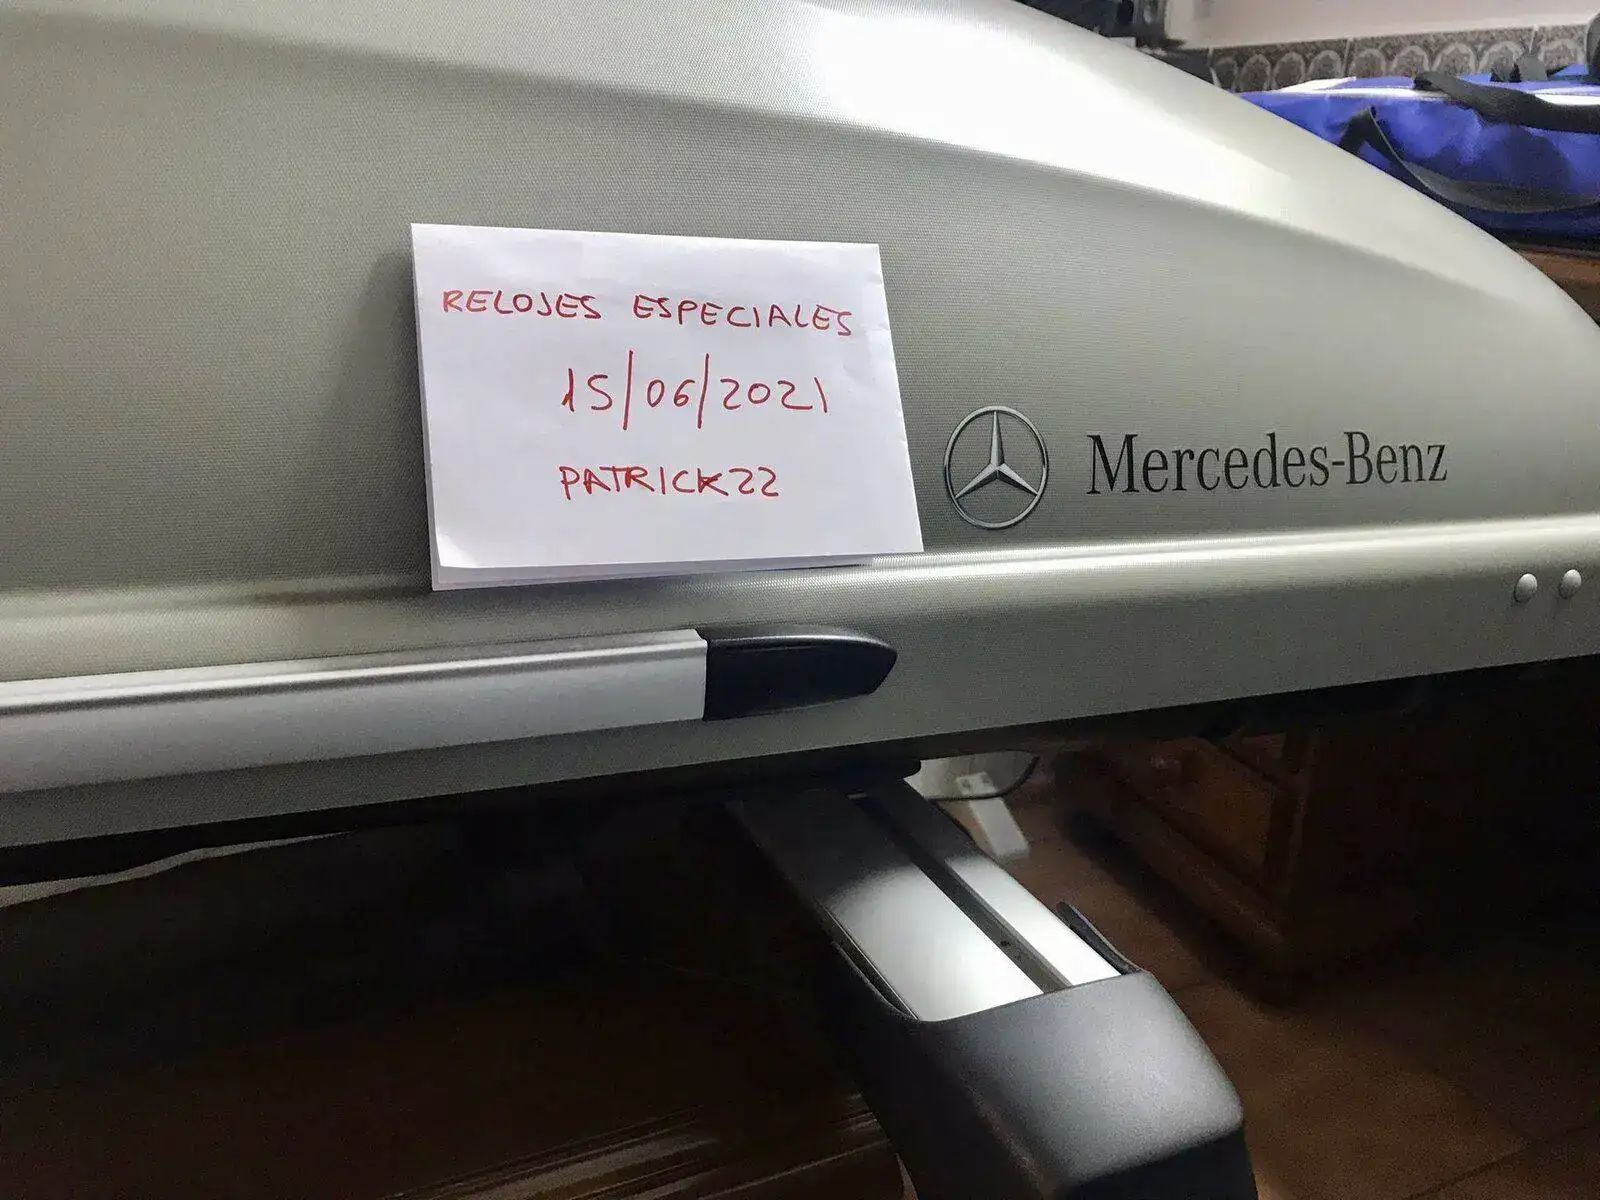 RELOJES ESPECIALES
15/06/2021
PATRICK22
Mercedes-Benz